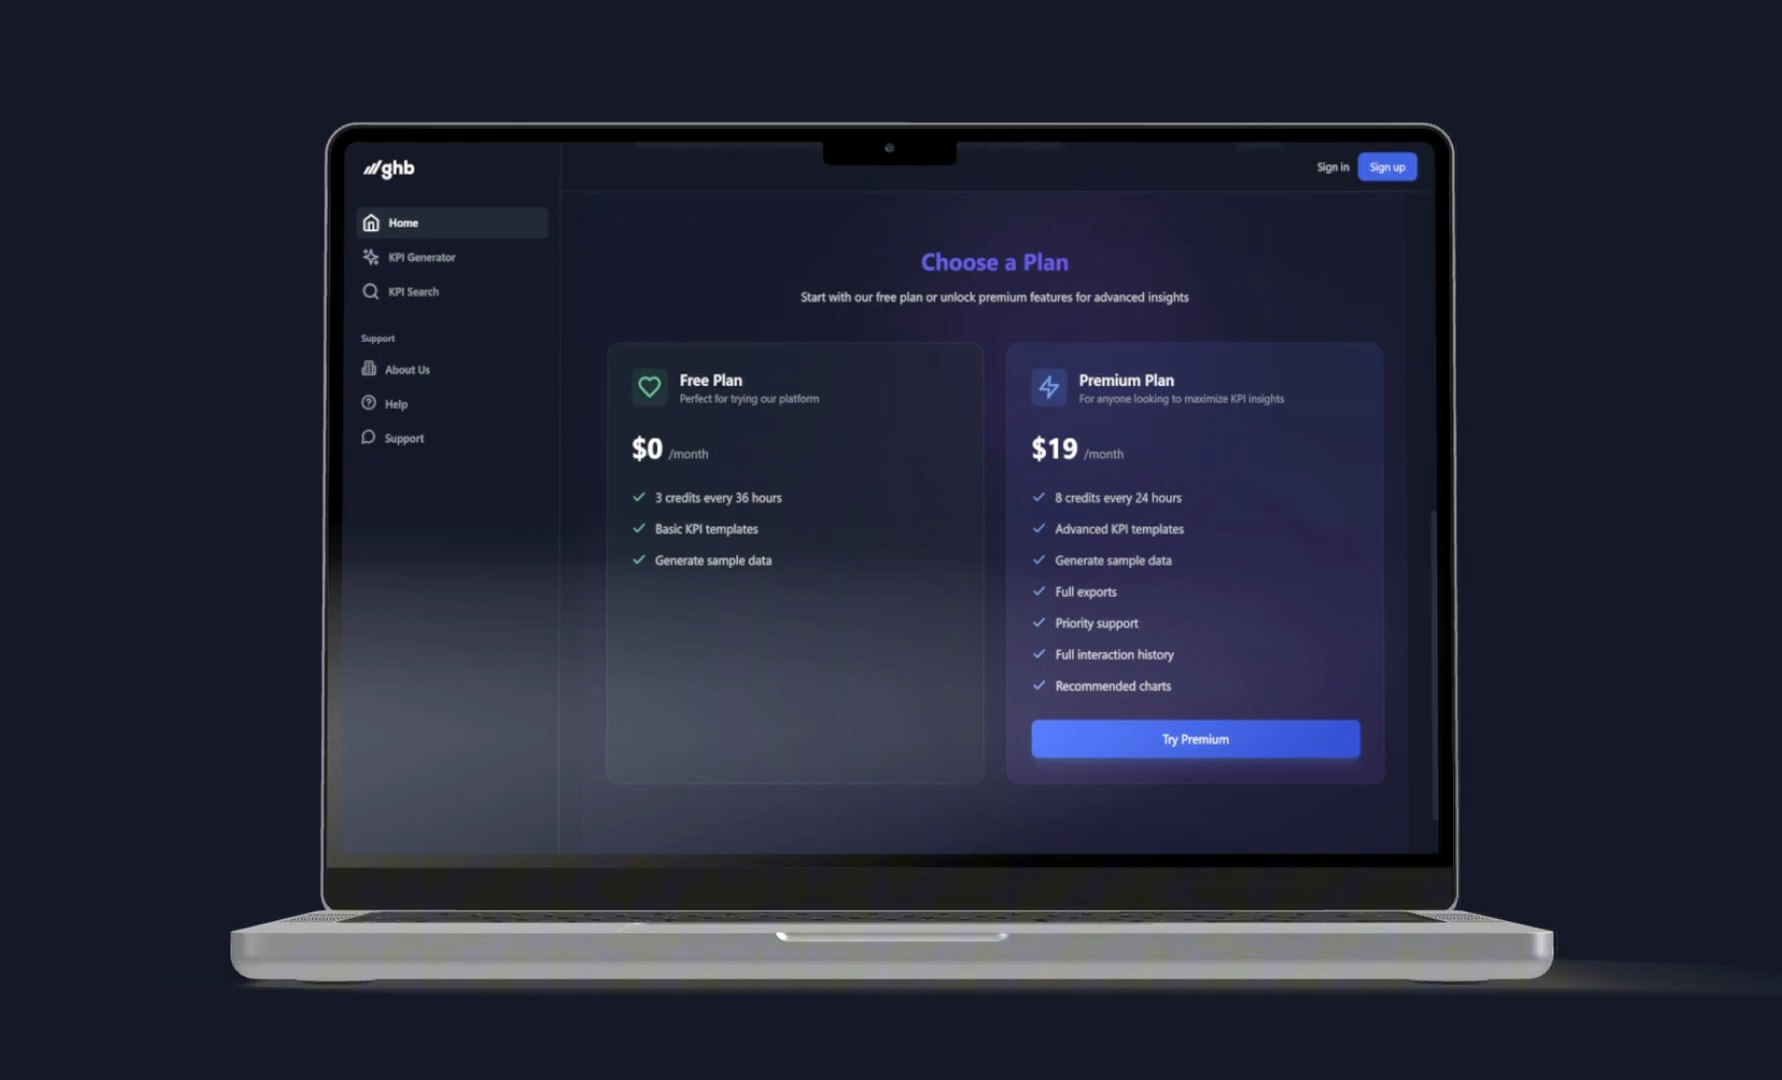 ghb
Sign in
Sign up
Home
KPI Generator
KPI Search
Support
About Us
Help
Support
Choose a Plan
Start with our free plan or unlock premium features for advanced insights
Free Plan
Perfect for trying our platform
$0 /month
3 credits every 36 hours
Basic KPI templates
Generate sample data
Premium Plan
For anyone looking to maximize KPI insights
$19 /month
8 credits every 24 hours
Advanced KPI templates
Generate sample data
Full exports
Priority support
Full interaction history
Recommended charts
Try Premium